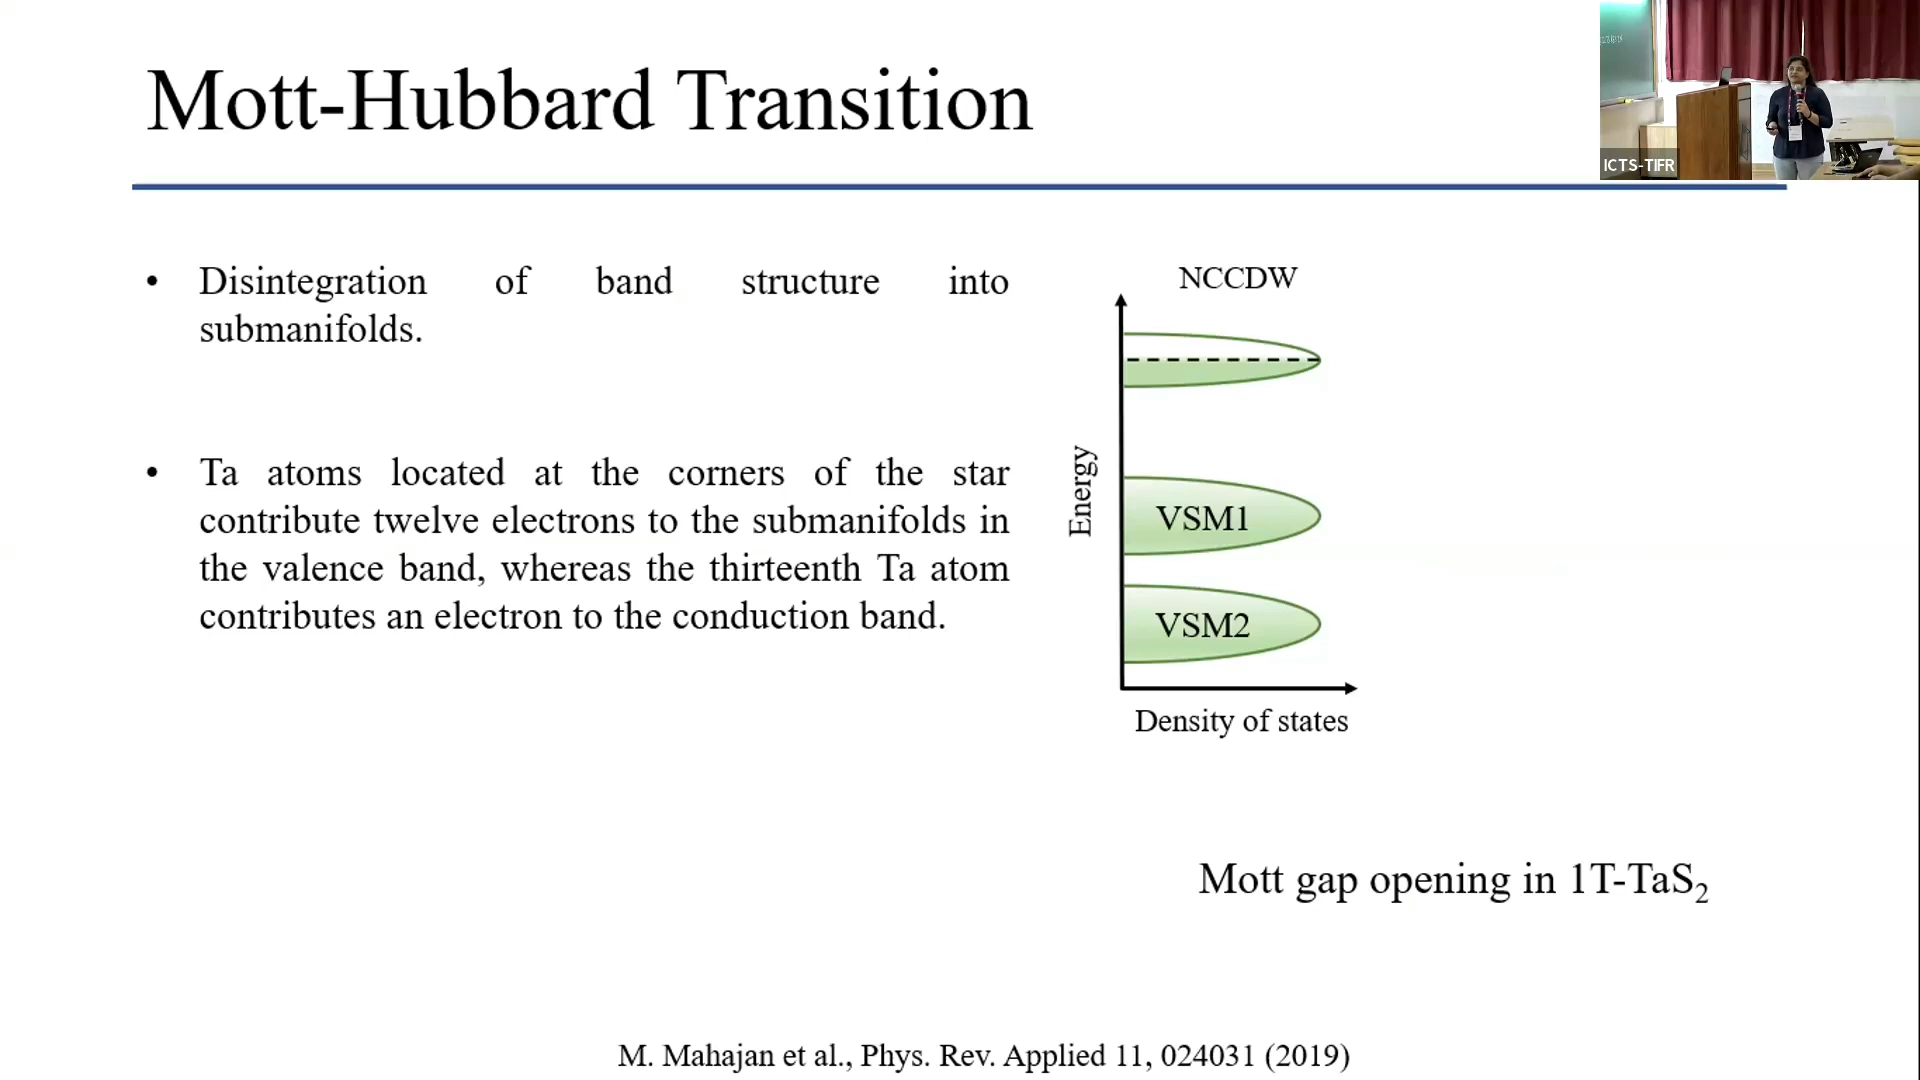 Mott-Hubbard Transition
ICTS-TIFR
• Disintegration of band structure into
submanifolds.
• Ta atoms located at the corners of the star
contribute twelve electrons to the submanifolds in
the valence band, whereas the thirteenth Ta atom
contributes an electron to the conduction band.
NCCDW
Energy
VSM1
VSM2
Density of states
Mott gap opening in 1T-TaS₂
M. Mahajan et al., Phys. Rev. Applied 11, 024031 (2019)